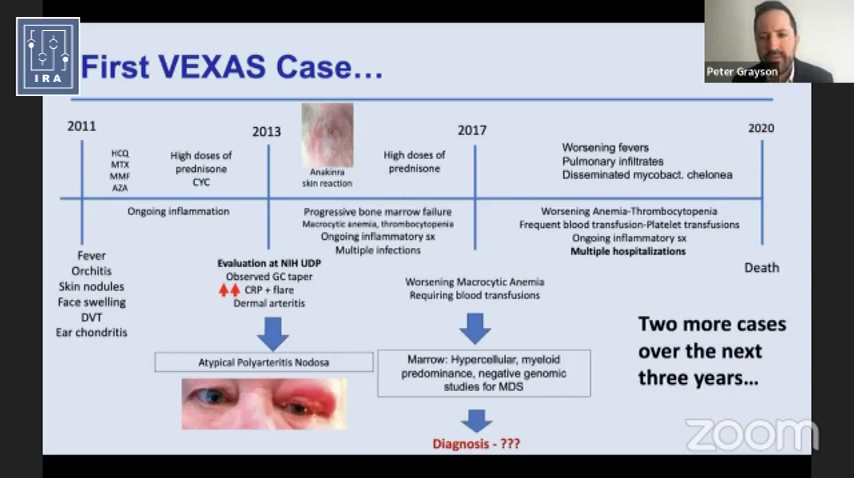 IRA
First VEXAS Case...
Peter Grayson
2011
2013
2017
2020
HCQ
MTX
MMF
AZA
High doses of
prednisone
CYC
Anakinra
skin reaction
High doses of
prednisone
Worsening fevers
Pulmonary infiltrates
Disseminated mycobact. chelonea
Ongoing inflammation
Progressive bone marrow failure
Macrocytic anemia, thrombocytopenia
Ongoing inflammatory sx
Multiple infections
Worsening Anemia-Thrombocytopenia
Frequent blood transfusion-Platelet transfusions
Ongoing inflammatory sx
Multiple hospitalizations
Fever
Orchitis
Skin nodules
Face swelling
DVT
Ear chondritis
Evaluation at NIH UDP
Observed GC taper
CRP + flare
Dermal arteritis
Worsening Macrocytic Anemia
Requiring blood transfusions
Death
Atypical Polyarteritis Nodosa
Marrow: Hypercellular, myeloid
predominance, negative genomic
studies for MDS
Two more cases
over the next
three years...
Diagnosis - ???
zoom